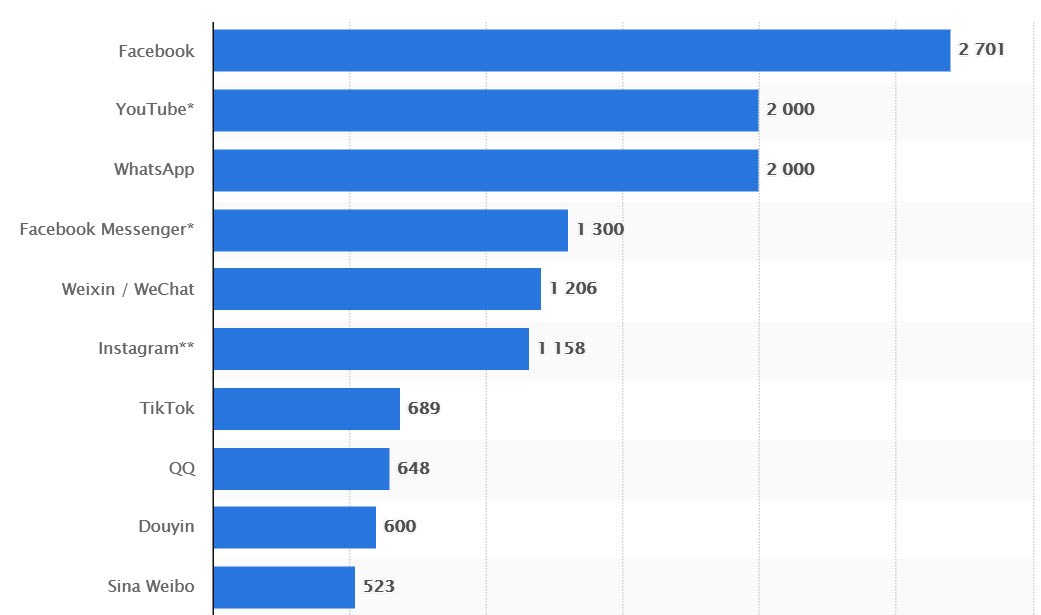 Facebook 2 701
YouTube* 2 000
WhatsApp 2 000
Facebook Messenger* 1 300
Weixin / WeChat 1 206
Instagram** 1 158
TikTok 689
QQ 648
Douyin 600
Sina Weibo 523